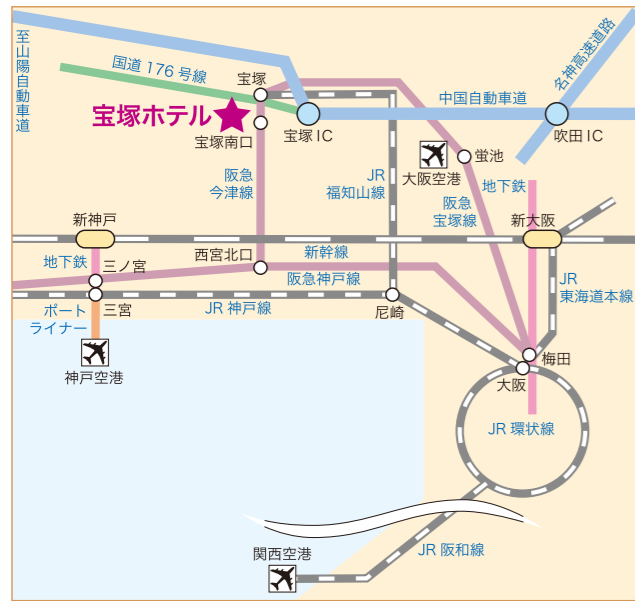 至山陽自動車道
国道176号線
宝塚
名神高速道路
中国自動車道
宝塚ホテル
宝塚IC
吹田IC
宝塚南口
大阪空港
蛍池
JR
福知山線
阪急
今津線
地下鉄
阪急
宝塚線
新神戸
新大阪
地下鉄
西宮北口
新幹線
三ノ宮
阪急神戸線
JR
東海道本線
ポート
ライナー
三宮
JR神戸線
尼崎
梅田
神戸空港
大阪
JR環状線
関西空港
JR阪和線